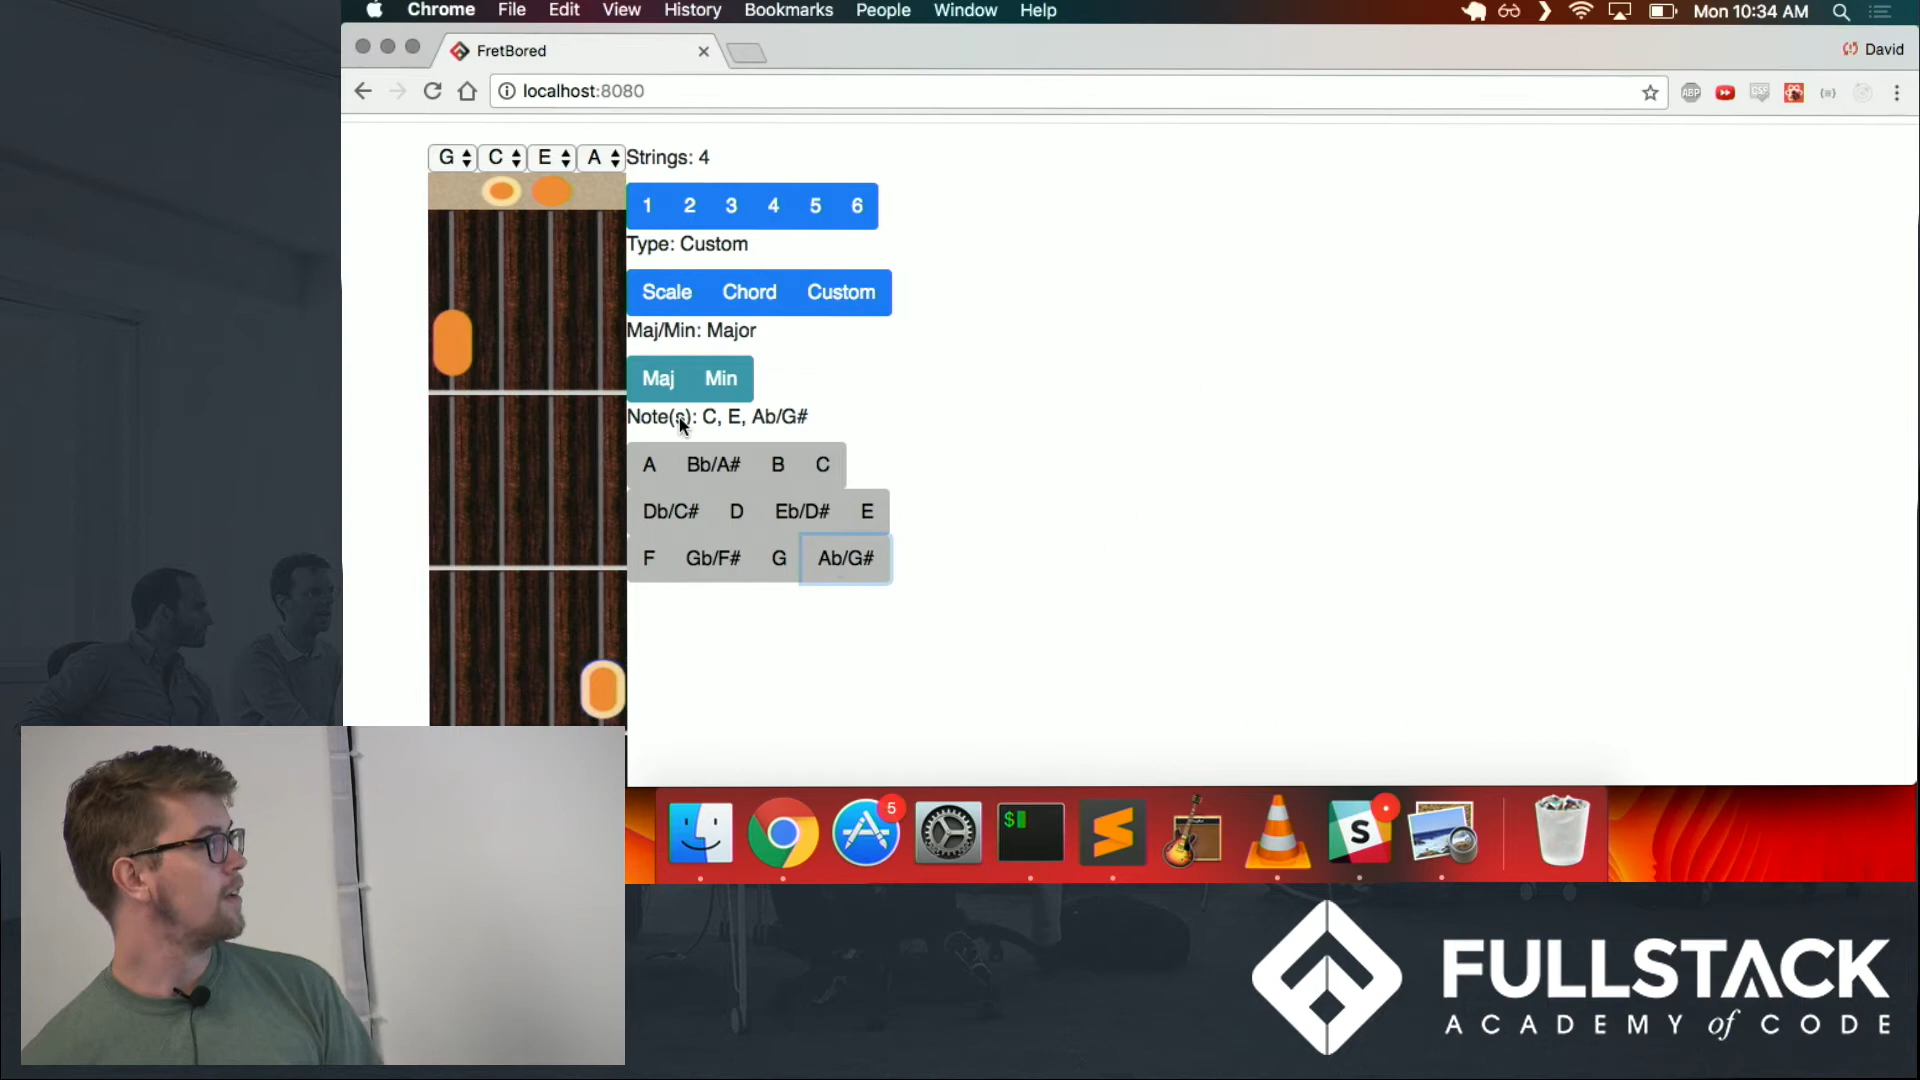 Chrome File Edit View History Bookmarks People Window Help Mon 10:34 AM
FretBored David
localhost:8080 ABP
G C E A Strings: 4
1 2 3 4 5 6
Type: Custom
Scale Chord Custom
Maj/Min: Major
Maj Min
Note(s): C, E, Ab/G#
A Bb/A# B C
Db/C# D Eb/D# E
F Gb/F# G Ab/G#
5
$
S
FULLSTACK
ACADEMY of CODE